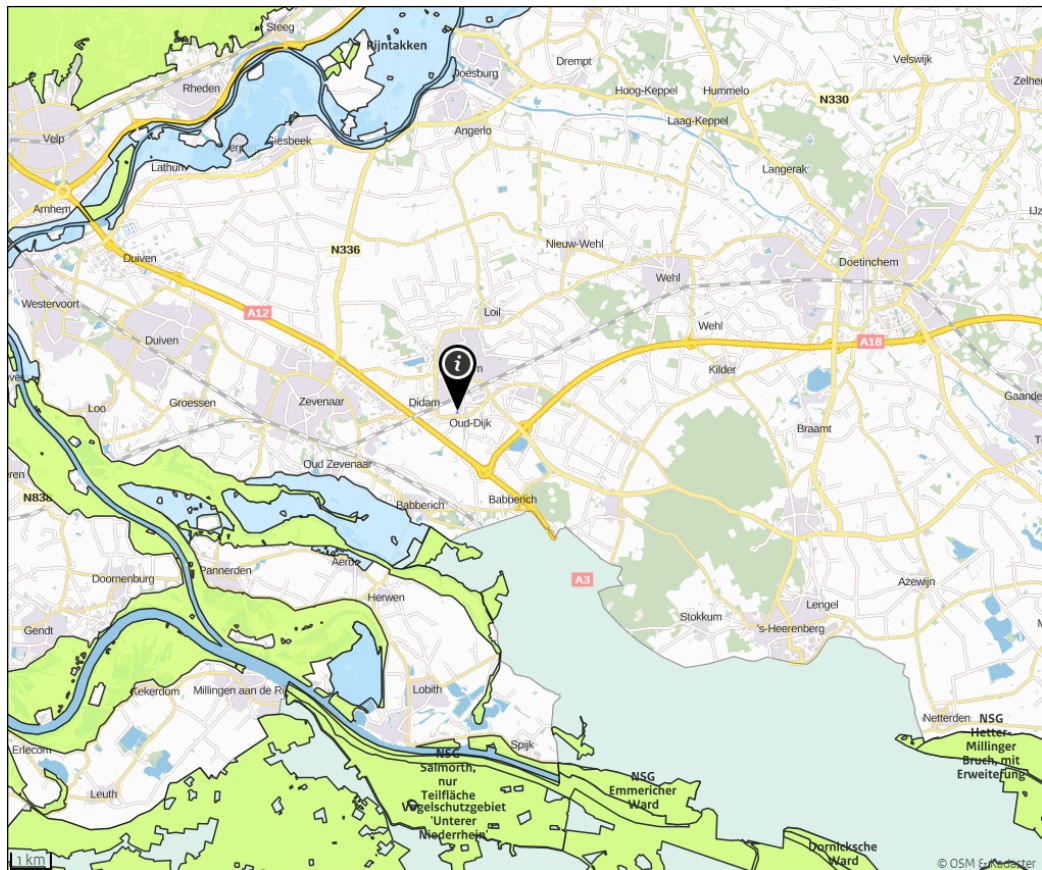 Steeg
Rijntakken
Drempt
Velswijk
Rheden
Doesburg
Hoog-Keppel
Hummelo
Zelhe
N330
Velp
Angerlo
Laag-Keppel
Giesbeek
Lathum
Langerak
Arnhem
IJz
N336
Nieuw-Wehl
Duiven
Doetinchem
Wehl
Westervoort
A12
Loil
Wehl
Duiven
A18
i
Kilder
Groessen
Zevenaar
Didam
Gaande
Loo
Oud-Dijk
Braamt
Oud Zevenaar
N838
Babberich
Babberich
Pannerden
Aerd
Doornenburg
A3
Azewijn
Herwen
Lengel
Stokkum
Gendt
's-Heerenberg
Kekerdom
Millingen aan de Ri
Lobith
Netterden
NSG
Hetter-
Millinger
Bruch, mit
Erweiterung
Erlecom
Spijk
NSG
Salmorth,
nur
Teilfläche
Vogelschutzgebiet
'Unterer
Niederrhein'
NSG
Emmericher
Ward
Leuth
Dornicksche
Ward
1 km
© OSM & Kadaster